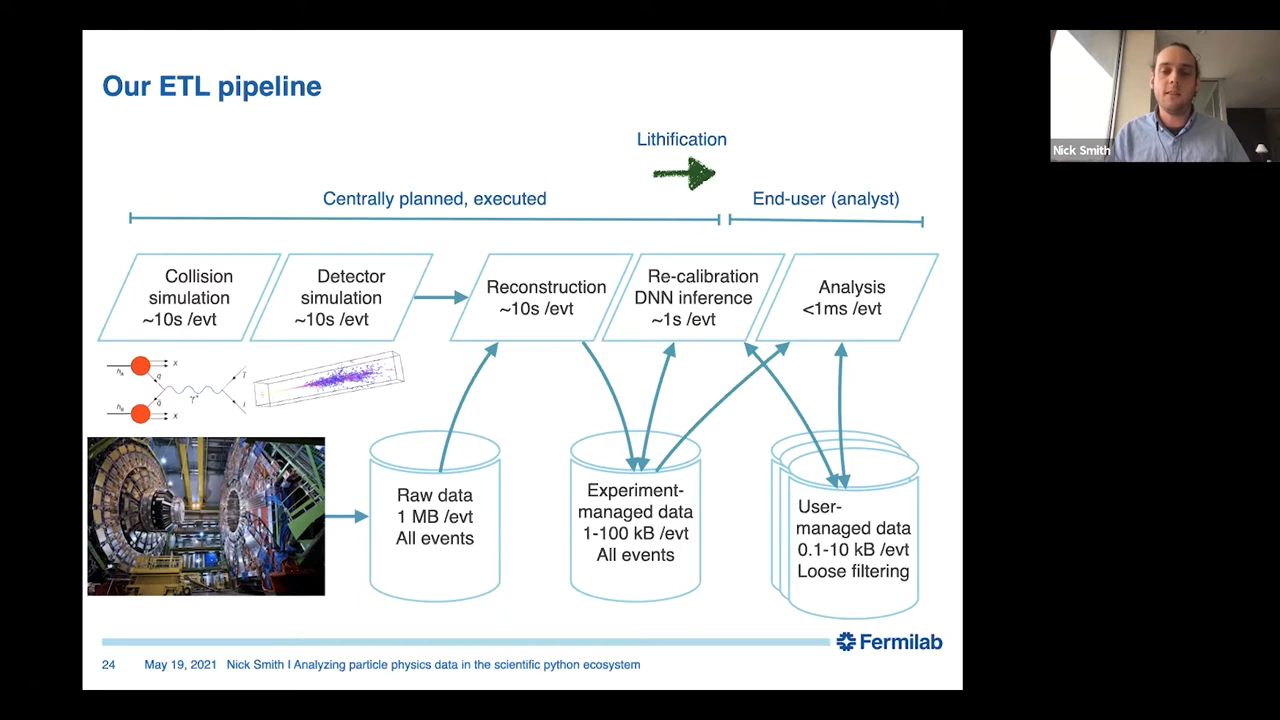 Our ETL pipeline
Lithification
Centrally planned, executed
End-user (analyst)
Collision
simulation
~10s /evt
Detector
simulation
~10s /evt
Reconstruction
~10s /evt
Re-calibration
DNN inference
~1s /evt
Analysis
<1ms /evt
Raw data
1 MB /evt
All events
Experiment-
managed data
1-100 kB /evt
All events
User-
managed data
0.1-10 kB /evt
Loose filtering
Fermilab
24 May 19, 2021 Nick Smith I Analyzing particle physics data in the scientific python ecosystem
Nick Smith